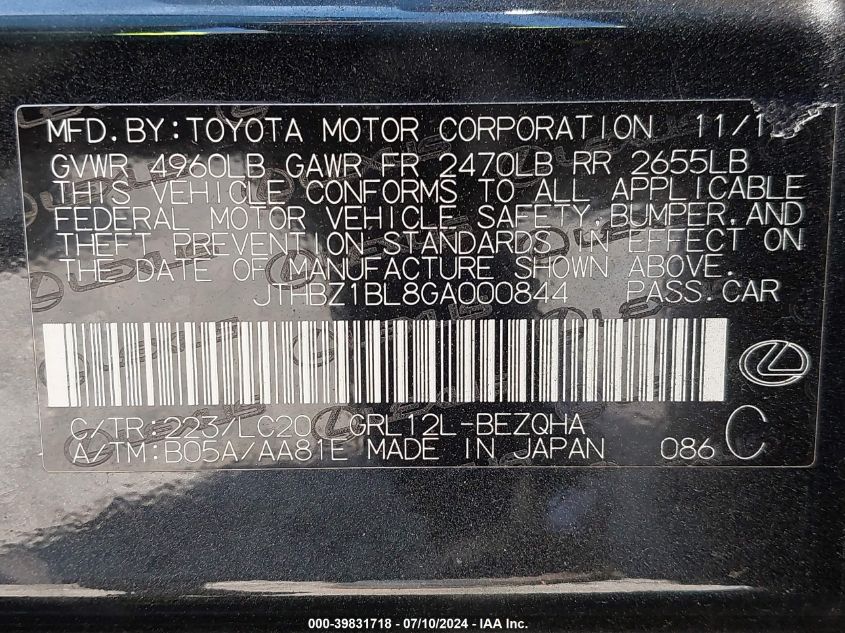 MFD.BY:TOYOTA MOTOR CORPORATION 11/1
GVWR 4960LB GAWR FR 2470LB RR 2655LB
THIS VEHICLE CONFORMS TO ALL APPLICABLE
FEDERAL MOTOR VEHICLE SAFETY,BUMPER,AND
THEFT PREVENTION STANDARDS IN EFFECT ON
THE DATE OF MANUFACTURE SHOWN ABOVE.
JTHBZ1BL8GA000844 PASS.CAR
C/TR:223/LC20 GRL12L-BEZQHA
A/TM:B05A/AA81E MADE IN JAPAN 086 C
000-39831718 - 07/10/2024 - www.iaai.com